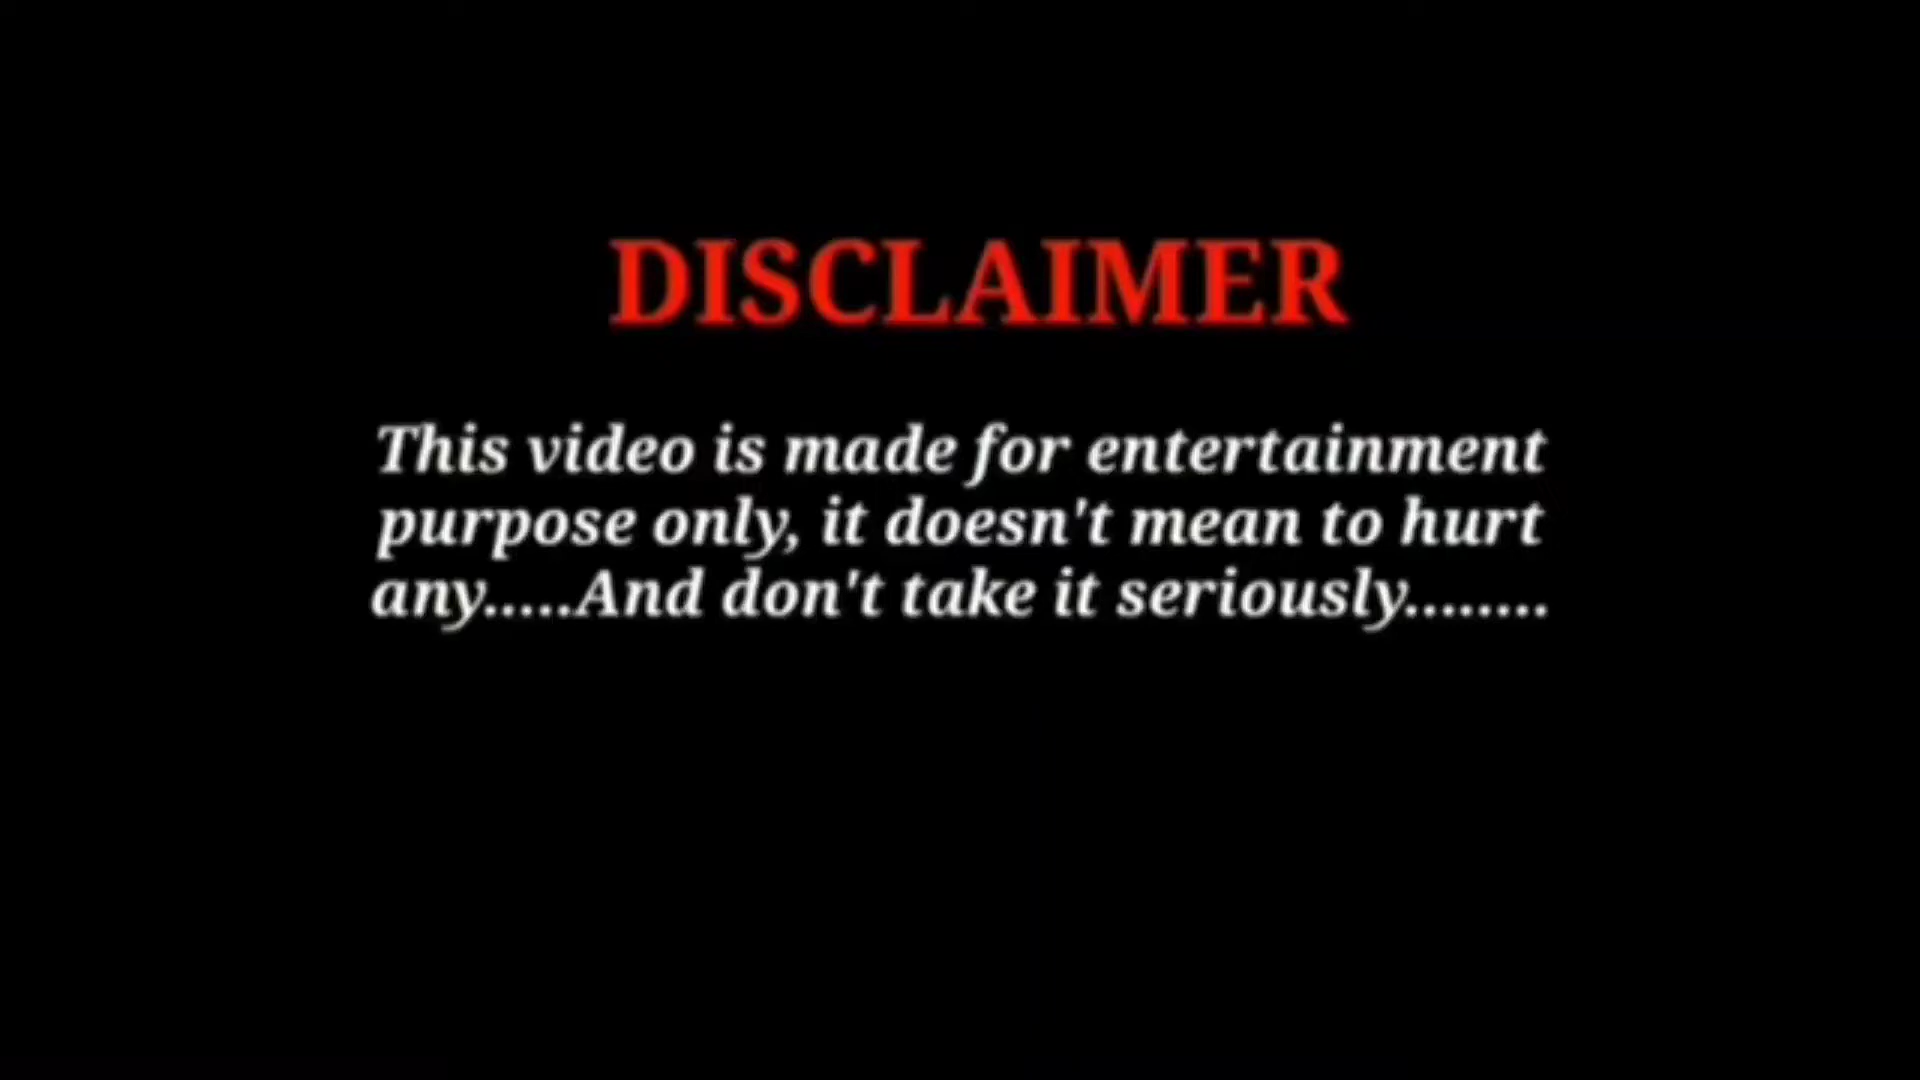 DISCLAIMER
This video is made for entertainment
purpose only, it doesn't mean to hurt
any.....And don't take it seriously........